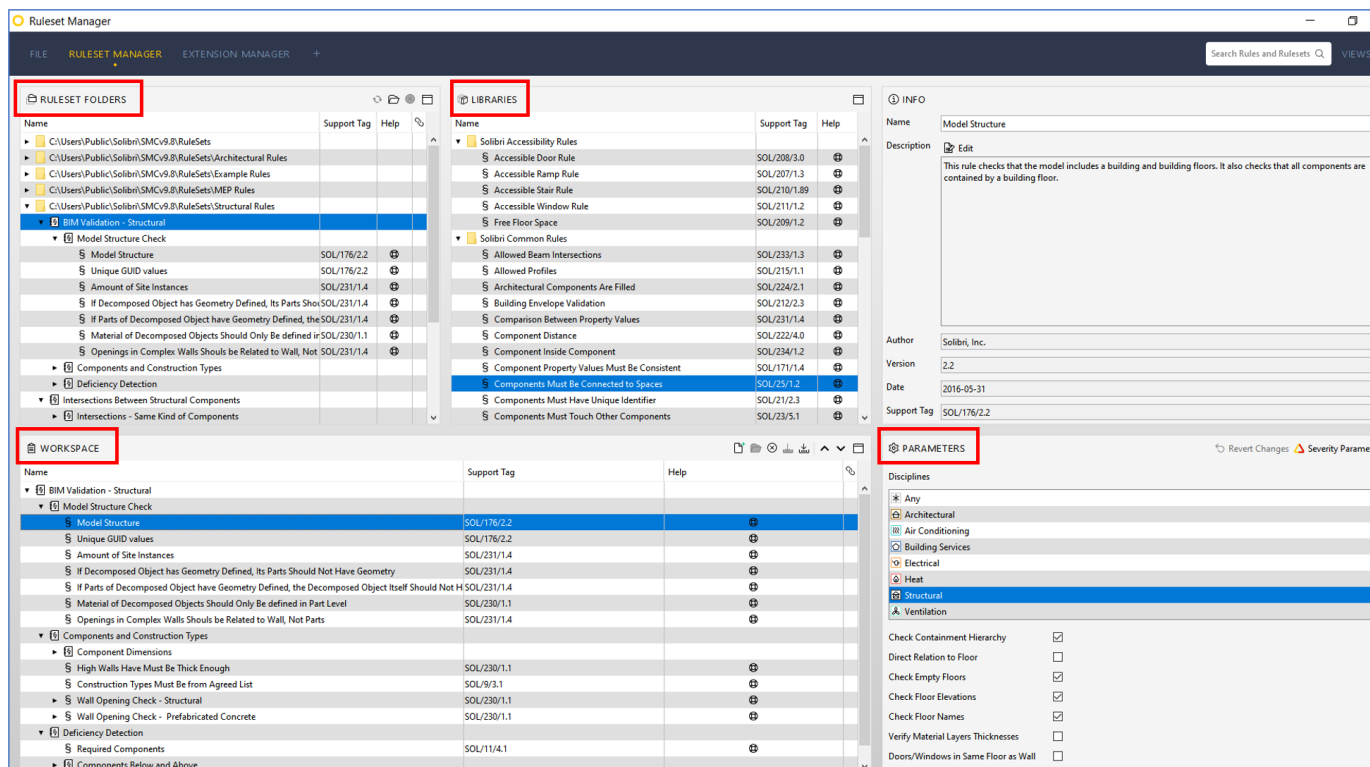 Ruleset Manager
FILE RULESET MANAGER EXTENSION MANAGER +
Search Rules and Rulesets VIEWS
RULESET FOLDERS
Name Support Tag Help
C:\Users\Public\Solibri\SMCv9.8\RuleSets
C:\Users\Public\Solibri\SMCv9.8\RuleSets\Architectural Rules
C:\Users\Public\Solibri\SMCv9.8\RuleSets\Example Rules
C:\Users\Public\Solibri\SMCv9.8\RuleSets\MEP Rules
C:\Users\Public\Solibri\SMCv9.8\RuleSets\Structural Rules
BIM Validation - Structural
Model Structure Check
§ Model Structure SOL/176/2.2
§ Unique GUID values SOL/176/2.2
§ Amount of Site Instances SOL/231/1.4
§ If Decomposed Object has Geometry Defined, Its Parts Shou SOL/231/1.4
§ If Parts of Decomposed Object have Geometry Defined, the SOL/231/1.4
§ Material of Decomposed Objects Should Only Be defined ir SOL/230/1.1
§ Openings in Complex Walls Shouls be Related to Wall, Not SOL/231/1.4
Components and Construction Types
Deficiency Detection
Intersections Between Structural Components
Intersections - Same Kind of Components
LIBRARIES
Name Support Tag Help
Solibri Accessibility Rules
§ Accessible Door Rule SOL/208/3.0
§ Accessible Ramp Rule SOL/207/1.3
§ Accessible Stair Rule SOL/210/1.89
§ Accessible Window Rule SOL/211/1.2
§ Free Floor Space SOL/209/1.2
Solibri Common Rules
§ Allowed Beam Intersections SOL/233/1.3
§ Allowed Profiles SOL/215/1.1
§ Architectural Components Are Filled SOL/224/2.1
§ Building Envelope Validation SOL/212/2.3
§ Comparison Between Property Values SOL/231/1.4
§ Component Distance SOL/222/4.0
§ Component Inside Component SOL/234/1.2
§ Component Property Values Must Be Consistent SOL/171/1.4
§ Components Must Be Connected to Spaces SOL/25/1.2
§ Components Must Have Unique Identifier SOL/21/2.3
§ Components Must Touch Other Components SOL/23/5.1
INFO
Name Model Structure
Description Edit
This rule checks that the model includes a building and building floors. It also checks that all components are
contained by a building floor.
Author Solibri, Inc.
Version 2.2
Date 2016-05-31
Support Tag SOL/176/2.2
WORKSPACE
Name Support Tag Help
BIM Validation - Structural
Model Structure Check
§ Model Structure SOL/176/2.2
§ Unique GUID values SOL/176/2.2
§ Amount of Site Instances SOL/231/1.4
§ If Decomposed Object has Geometry Defined, Its Parts Should Not Have Geometry SOL/231/1.4
§ If Parts of Decomposed Object have Geometry Defined, the Decomposed Object Itself Should Not H SOL/231/1.4
§ Material of Decomposed Objects Should Only Be defined in Part Level SOL/230/1.1
§ Openings in Complex Walls Shouls be Related to Wall, Not Parts SOL/231/1.4
Components and Construction Types
Component Dimensions
§ High Walls Have Must Be Thick Enough SOL/230/1.1
§ Construction Types Must Be from Agreed List SOL/9/3.1
§ Wall Opening Check - Structural SOL/230/1.1
§ Wall Opening Check - Prefabricated Concrete SOL/230/1.1
Deficiency Detection
§ Required Components SOL/11/4.1
Components Below and Above
PARAMETERS
Revert Changes Severity Parame
Disciplines
Any
Architectural
Air Conditioning
Building Services
Electrical
Heat
Structural
Ventilation
Check Containment Hierarchy
Direct Relation to Floor
Check Empty Floors
Check Floor Elevations
Check Floor Names
Verify Material Layers Thicknesses
Doors/Windows in Same Floor as Wall